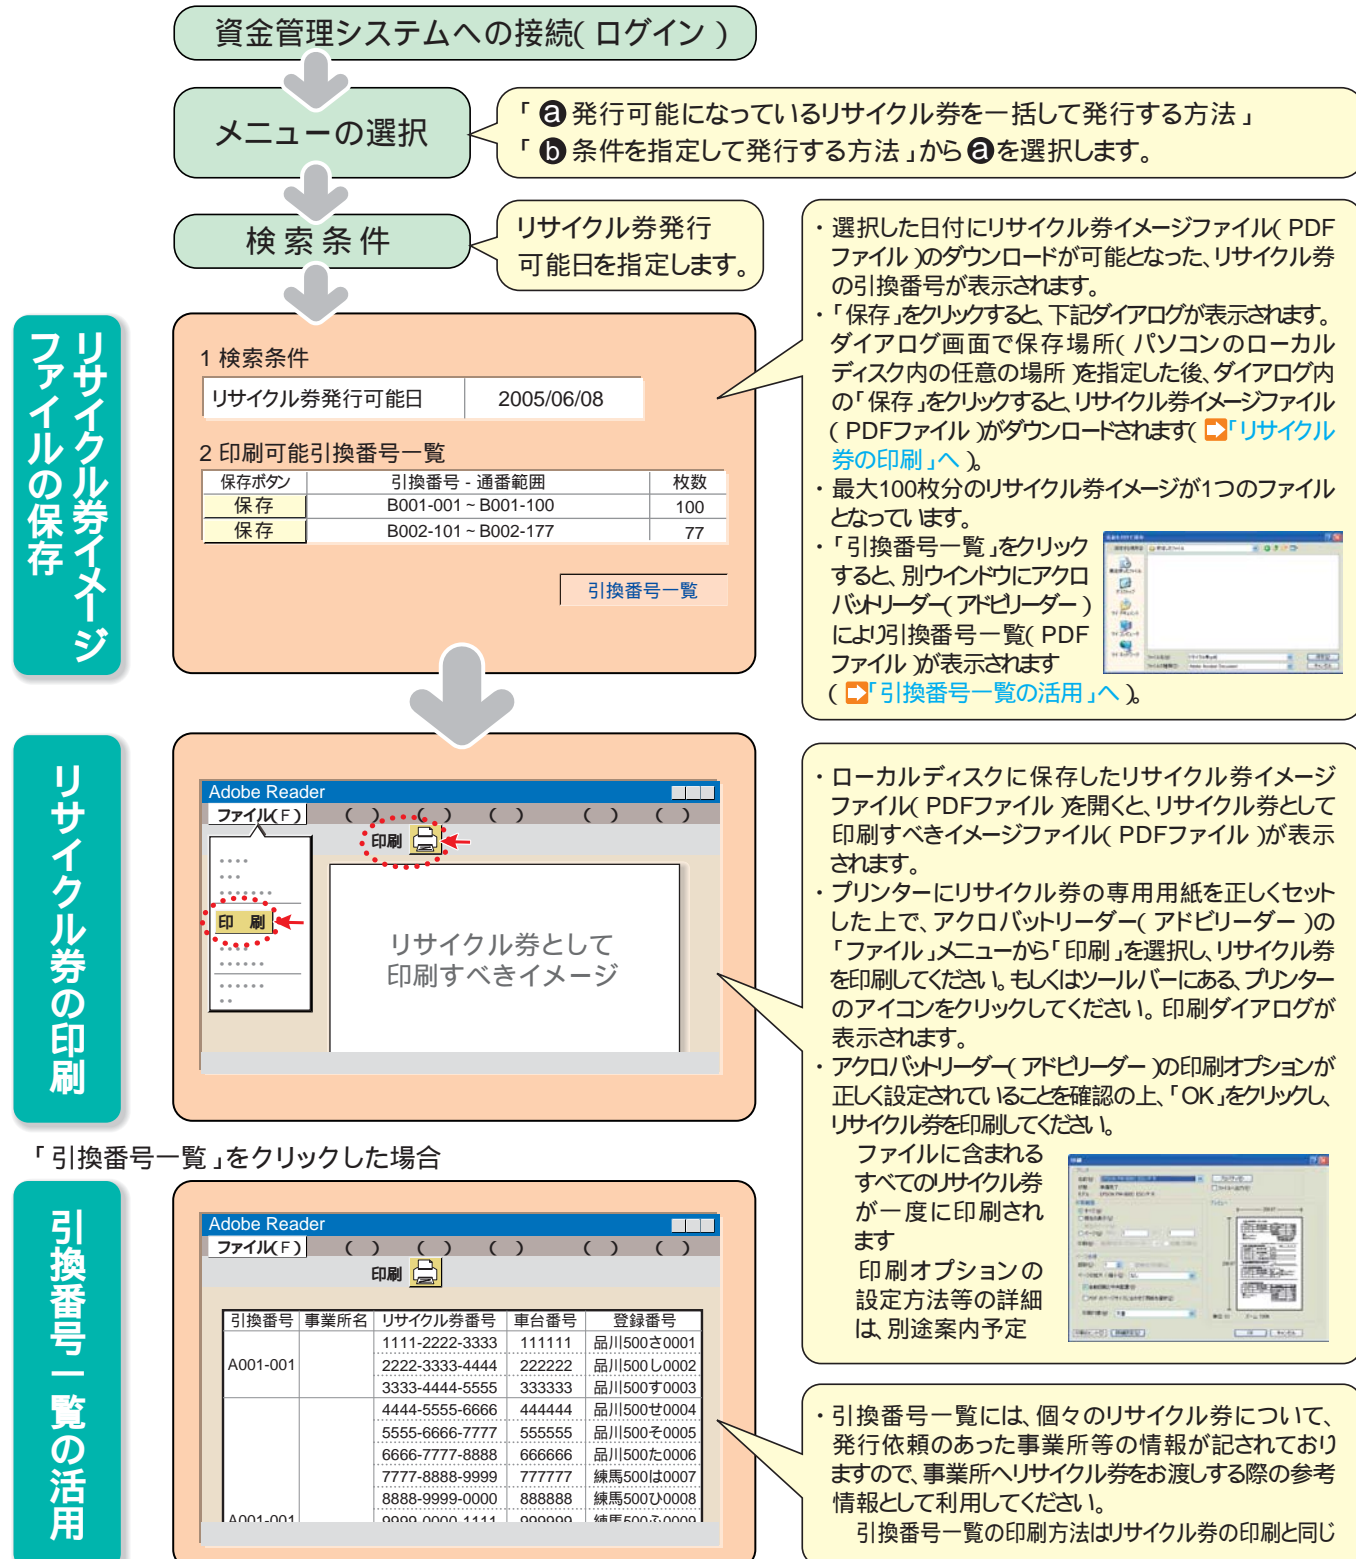 資金管理システムへの接続(ログイン)
メニューの選択
「ⓐ発行可能になっているリサイクル券を一括して発行する方法」
「ⓑ条件を指定して発行する方法」からⓐを選択します。
検索条件
リサイクル券発行
可能日を指定します。
リサイクル券イメージ
ファイルの保存
1 検索条件
リサイクル券発行可能日 2005/06/08
2 印刷可能引換番号一覧
保存ボタン 引換番号 - 通番範囲 枚数
保存 B001-001 ~ B001-100 100
保存 B002-101 ~ B002-177 77
引換番号一覧
・選択した日付にリサイクル券イメージファイル(PDF
ファイル)のダウンロードが可能となった、リサイクル券
の引換番号が表示されます。
・「保存」をクリックすると、下記ダイアログが表示されます。
ダイアログ画面で保存場所(パソコンのローカル
ディスク内の任意の場所)を指定した後、ダイアログ内
の「保存」をクリックすると、リサイクル券イメージファイル
(PDFファイル)がダウンロードされます(「リサイクル
券の印刷」へ)。
・最大100枚分のリサイクル券イメージが1つのファイル
となっています。
・「引換番号一覧」をクリック
すると、別ウインドウにアクロ
バットリーダー(アドビリーダー)
により引換番号一覧(PDF
ファイル)が表示されます
(「引換番号一覧の活用」へ)。
リサイクル券の印刷
Adobe Reader
ファイル(F) ( ) ( ) ( ) ( ) ( )
印刷
印 刷
リサイクル券として
印刷すべきイメージ
・ローカルディスクに保存したリサイクル券イメージ
ファイル(PDFファイル)を開くと、リサイクル券として
印刷すべきイメージファイル(PDFファイル)が表示
されます。
・プリンターにリサイクル券の専用用紙を正しくセット
した上で、アクロバットリーダー(アドビリーダー)の
「ファイル」メニューから「印刷」を選択し、リサイクル券
を印刷してください。もしくはツールバーにある、プリンター
のアイコンをクリックしてください。印刷ダイアログが
表示されます。
・アクロバットリーダー(アドビリーダー)の印刷オプションが
正しく設定されていることを確認の上、「OK」をクリックし、
リサイクル券を印刷してください。
ファイルに含まれる
すべてのリサイクル券
が一度に印刷され
ます
印刷オプションの
設定方法等の詳細
は、別途案内予定
「引換番号一覧」をクリックした場合
引換番号一覧の活用
Adobe Reader
ファイル(F) ( ) ( ) ( ) ( ) ( )
印刷
引換番号 事業所名 リサイクル券番号 車台番号 登録番号
1111-2222-3333 111111 品川500さ0001
A001-001 2222-3333-4444 222222 品川500し0002
3333-4444-5555 333333 品川500す0003
4444-5555-6666 444444 品川500せ0004
5555-6666-7777 555555 品川500そ0005
6666-7777-8888 666666 品川500た0006
7777-8888-9999 777777 練馬500は0007
8888-9999-0000 888888 練馬500ひ0008
A001-001 9999-0000-1111 999999 練馬500ふ0009
・引換番号一覧には、個々のリサイクル券について、
発行依頼のあった事業所等の情報が記されており
ますので、事業所へリサイクル券をお渡しする際の参考
情報として利用してください。
引換番号一覧の印刷方法はリサイクル券の印刷と同じ